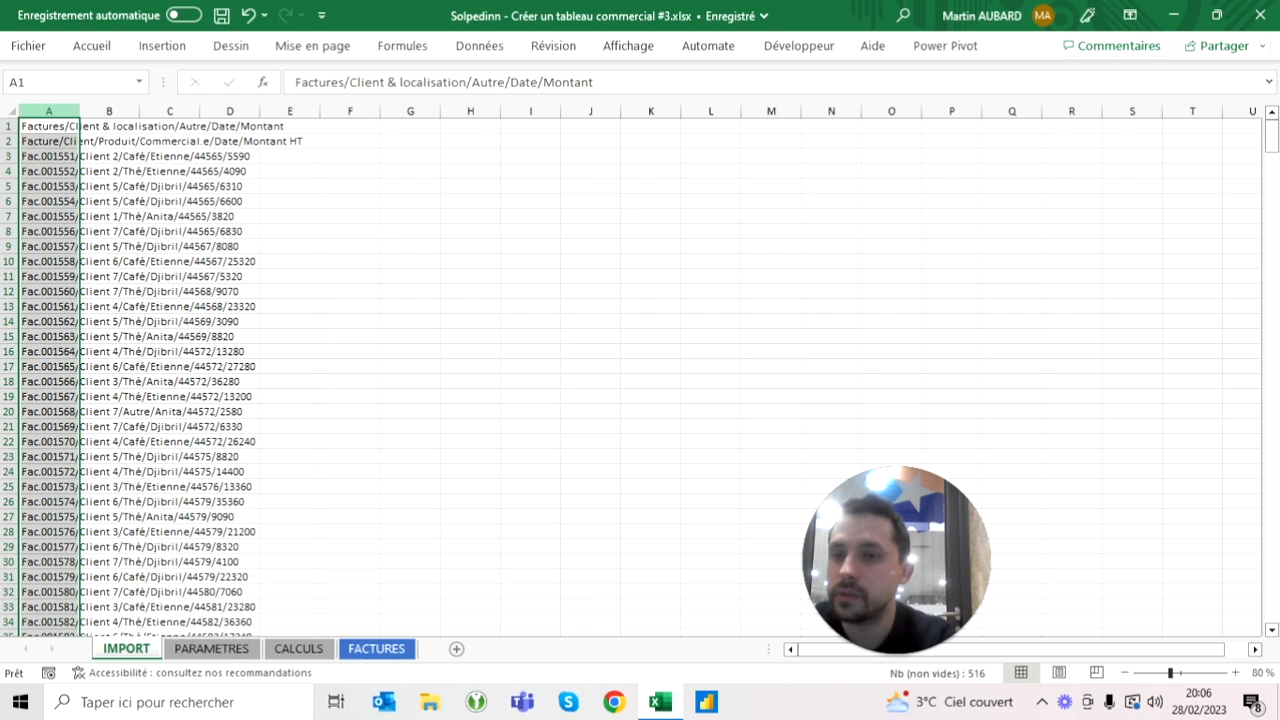 Enregistrement automatique
Solpedinn - Créer un tableau commercial #3.xlsx • Enregistré
Martin AUBARD MA
Fichier Accueil Insertion Dessin Mise en page Formules Données Révision Affichage Automate Développeur Aide Power Pivot Commentaires Partager
A1 fx Factures/Client & localisation/Autre/Date/Montant
A B C D E F G H I J K L M N O P Q R S T U
1 Factures/Client & localisation/Autre/Date/Montant
2 Facture/Client/Produit/Commercial.e/Date/Montant HT
3 Fac.001551/Client 2/Café/Etienne/44565/5590
4 Fac.001552/Client 2/Thé/Etienne/44565/4090
5 Fac.001553/Client 5/Café/Djibril/44565/6310
6 Fac.001554/Client 5/Café/Djibril/44565/6600
7 Fac.001555/Client 1/Thé/Anita/44565/3820
8 Fac.001556/Client 7/Café/Djibril/44565/6830
9 Fac.001557/Client 5/Thé/Djibril/44567/8080
10 Fac.001558/Client 6/Café/Etienne/44567/25320
11 Fac.001559/Client 7/Café/Djibril/44567/5320
12 Fac.001560/Client 7/Thé/Djibril/44568/9070
13 Fac.001561/Client 4/Café/Etienne/44568/23320
14 Fac.001562/Client 5/Thé/Djibril/44569/3090
15 Fac.001563/Client 5/Thé/Anita/44569/8820
16 Fac.001564/Client 4/Thé/Djibril/44572/13280
17 Fac.001565/Client 6/Café/Etienne/44572/27280
18 Fac.001566/Client 3/Thé/Anita/44572/36280
19 Fac.001567/Client 4/Thé/Etienne/44572/13200
20 Fac.001568/Client 7/Autre/Anita/44572/2580
21 Fac.001569/Client 7/Café/Djibril/44572/6330
22 Fac.001570/Client 4/Café/Etienne/44572/26240
23 Fac.001571/Client 5/Thé/Djibril/44575/8820
24 Fac.001572/Client 4/Thé/Djibril/44575/14400
25 Fac.001573/Client 3/Thé/Etienne/44576/13360
26 Fac.001574/Client 6/Thé/Djibril/44579/35360
27 Fac.001575/Client 5/Thé/Anita/44579/9090
28 Fac.001576/Client 3/Café/Etienne/44579/21200
29 Fac.001577/Client 6/Thé/Djibril/44579/8320
30 Fac.001578/Client 7/Thé/Djibril/44579/4100
31 Fac.001579/Client 6/Café/Djibril/44579/22320
32 Fac.001580/Client 7/Café/Djibril/44580/7060
33 Fac.001581/Client 3/Café/Etienne/44581/23280
34 Fac.001582/Client 4/Thé/Etienne/44582/36360
IMPORT PARAMETRES CALCULS FACTURES
Prêt Accessibilité : consultez nos recommandations Nb (non vides) : 516 80 %
Taper ici pour rechercher
3°C Ciel couvert
20:06
28/02/2023
8